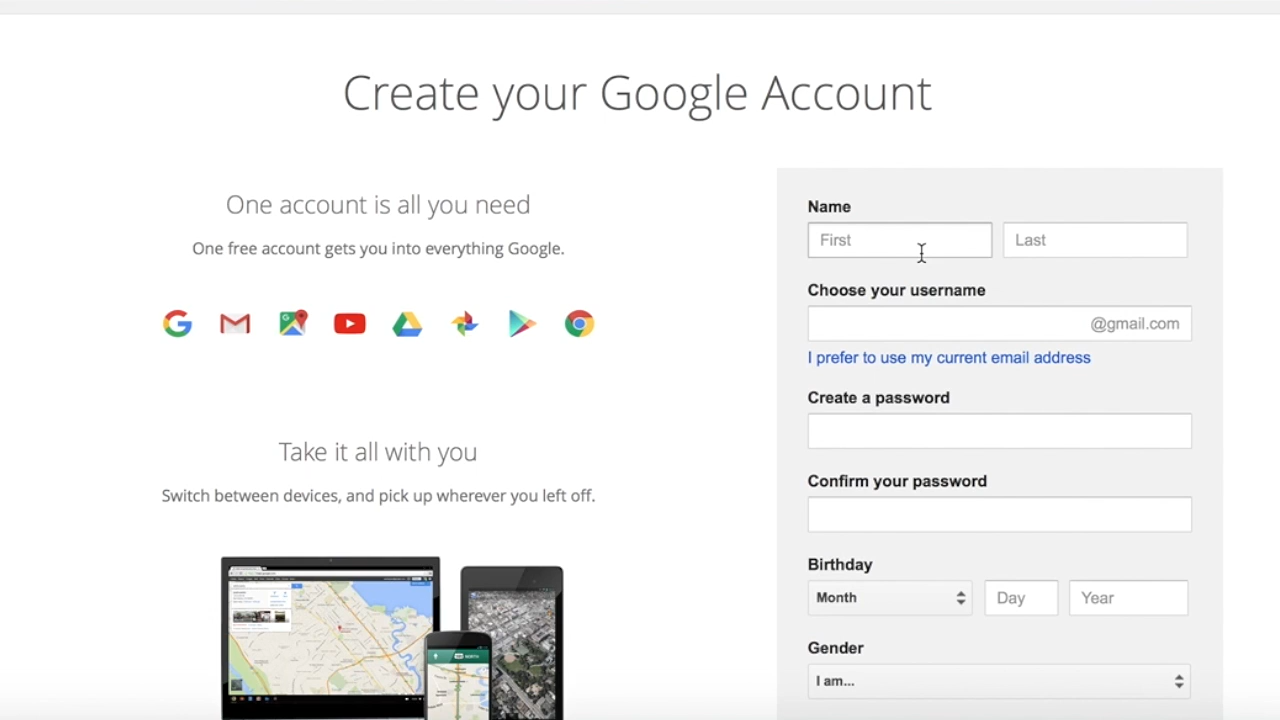 Create your Google Account
One account is all you need
One free account gets you into everything Google.
Take it all with you
Switch between devices, and pick up wherever you left off.
Name
First
Last
Choose your username
@gmail.com
I prefer to use my current email address
Create a password
Confirm your password
Birthday
Month
Day
Year
Gender
I am...